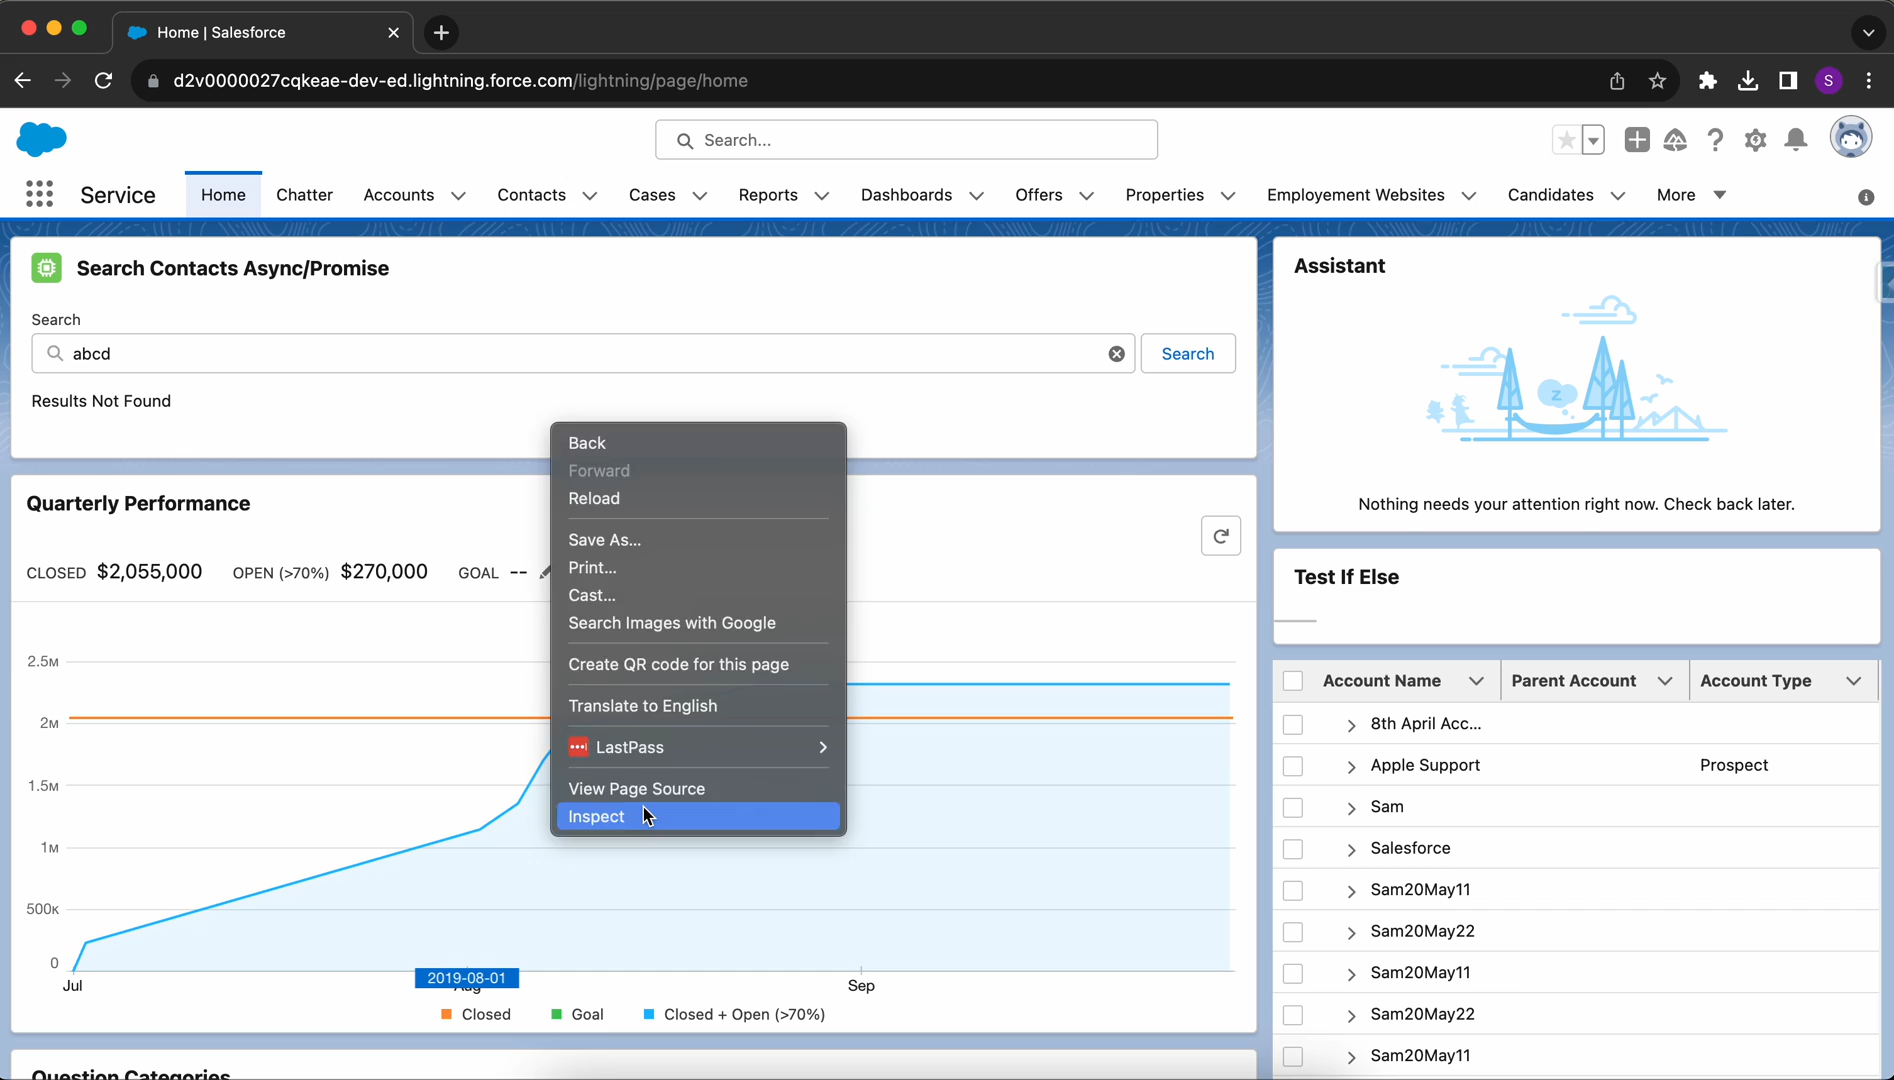 Home | Salesforce
d2v0000027cqkeae-dev-ed.lightning.force.com/lightning/page/home
S
Search...
Service
Home
Chatter
Accounts
Contacts
Cases
Reports
Dashboards
Offers
Properties
Employement Websites
Candidates
More
Search Contacts Async/Promise
Search
abcd
Search
Results Not Found
Back
Forward
Reload
Save As...
Print...
Cast...
Search Images with Google
Create QR code for this page
Translate to English
LastPass
View Page Source
Inspect
Quarterly Performance
CLOSED $2,055,000 OPEN (>70%) $270,000 GOAL --
2.5M
2M
1.5M
1M
500K
0
Jul
2019-08-01
Aug
Sep
Closed
Goal
Closed + Open (>70%)
Question Categories
Assistant
z
Nothing needs your attention right now. Check back later.
Test If Else
Account Name
Parent Account
Account Type
8th April Acc...
Apple Support Prospect
Sam
Salesforce
Sam20May11
Sam20May22
Sam20May11
Sam20May22
Sam20May11